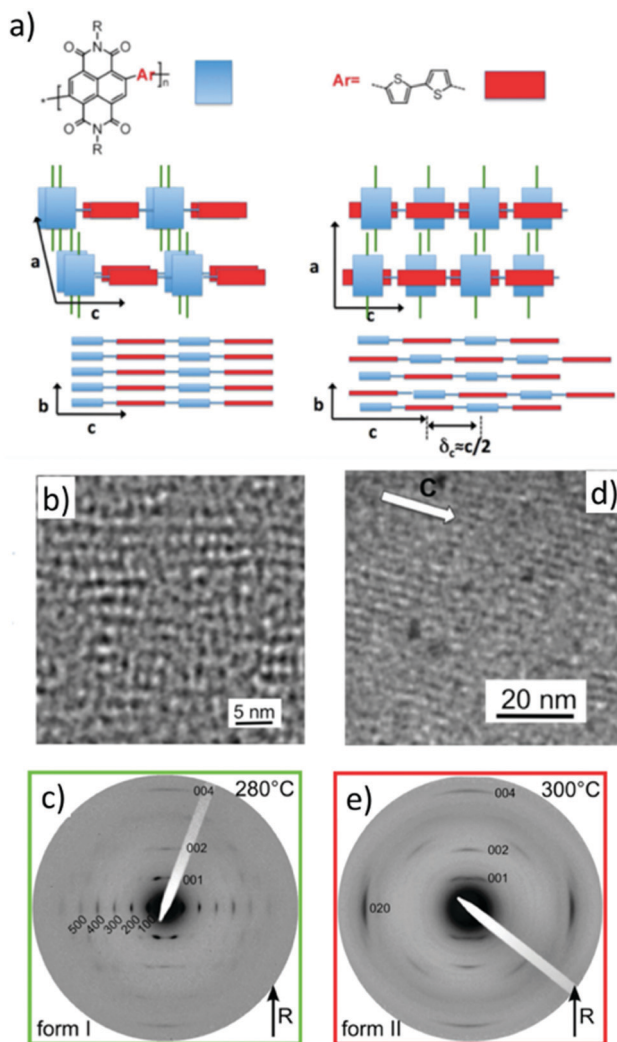 a)
R
O N O
Ar
n
*
O N O
R
Ar=
S
S
a
c
a
c
b
c
b
c
δc≈c/2
b)
5 nm
C
d)
20 nm
c)
280°C
004
002
001
500 400 300 200 100
form I
R
e)
300°C
004
002
001
020
form II
R